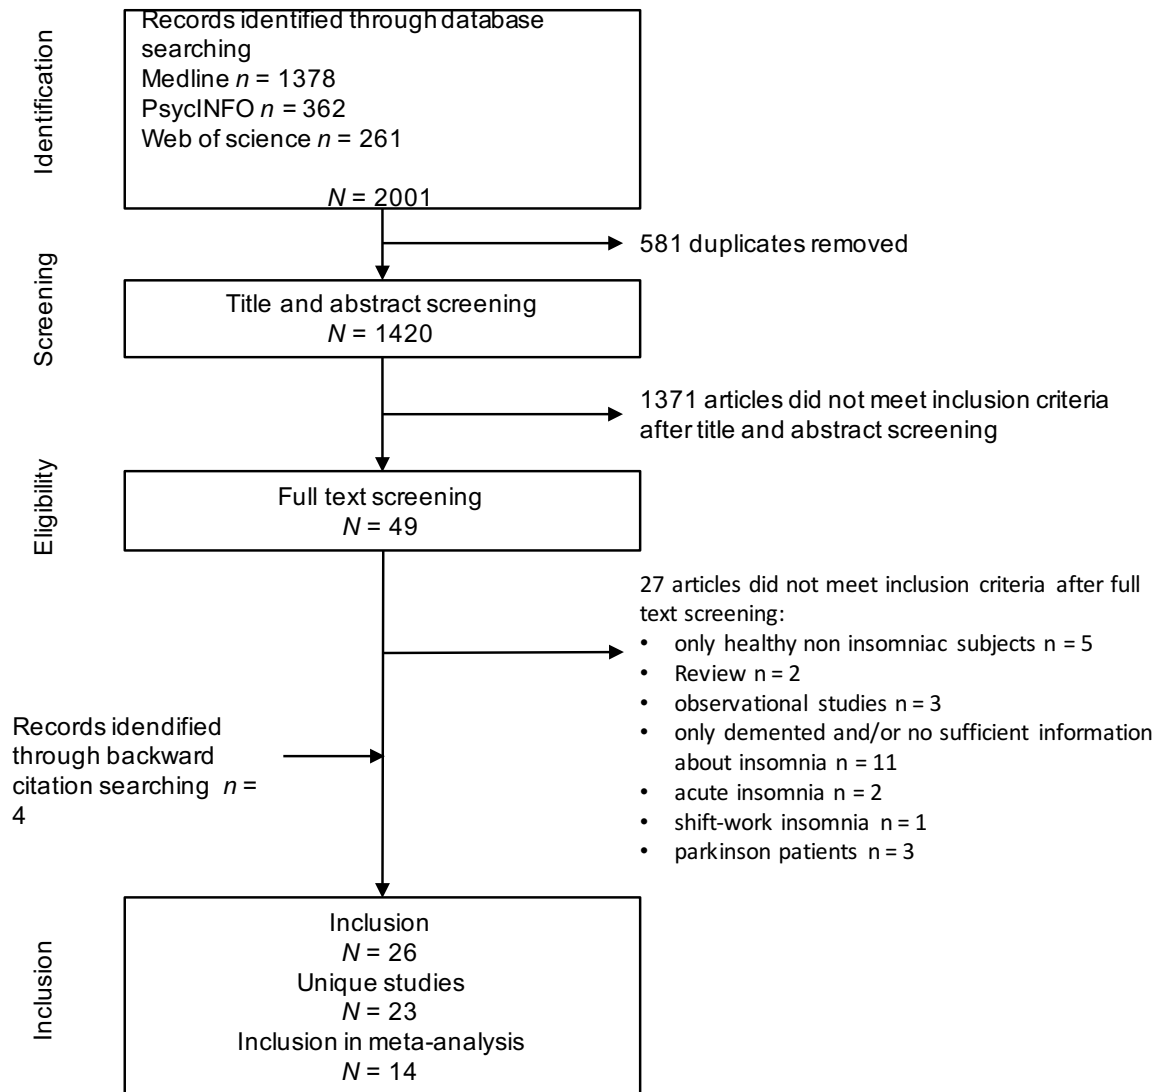 Identification
Records identified through database
searching
Medline n = 1378
PsycINFO n = 362
Web of science n = 261
N = 2001
581 duplicates removed
Screening
Title and abstract screening
N = 1420
1371 articles did not meet inclusion criteria
after title and abstract screening
Eligibility
Full text screening
N = 49
27 articles did not meet inclusion criteria after full
text screening:
• only healthy non insomniac subjects n = 5
• Review n = 2
• observational studies n = 3
• only demented and/or no sufficient information
about insomnia n = 11
• acute insomnia n = 2
• shift-work insomnia n = 1
• parkinson patients n = 3
Records idendified
through backward
citation searching n =
4
Inclusion
Inclusion
N = 26
Unique studies
N = 23
Inclusion in meta-analysis
N = 14